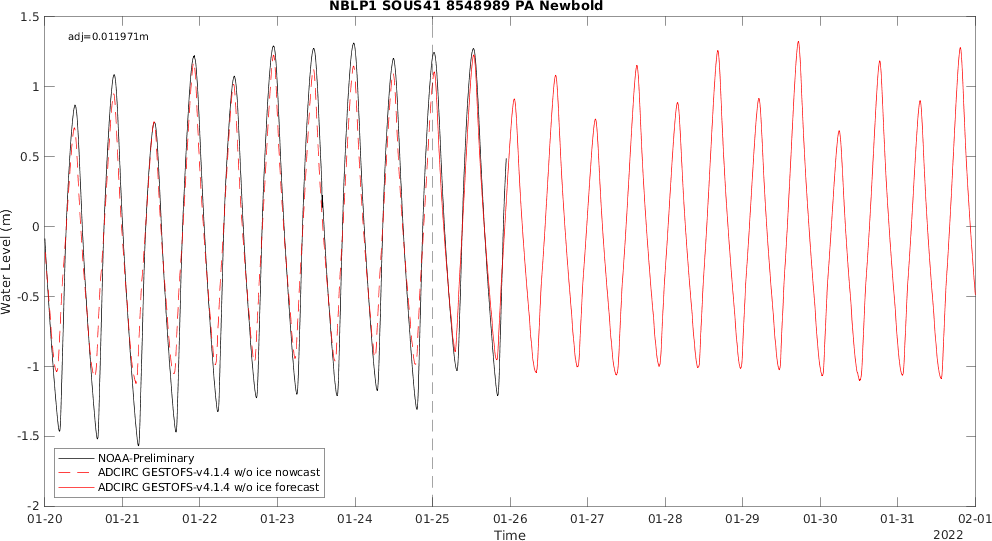 NBLP1 SOUS41 8548989 PA Newbold
adj=0.011971m
1.5
1
0.5
0
-0.5
-1
-1.5
-2
Water Level (m)
NOAA-Preliminary
ADCIRC GESTOFS-v4.1.4 w/o ice nowcast
ADCIRC GESTOFS-v4.1.4 w/o ice forecast
01-20 01-21 01-22 01-23 01-24 01-25 01-26 01-27 01-28 01-29 01-30 01-31 02-01
Time
2022